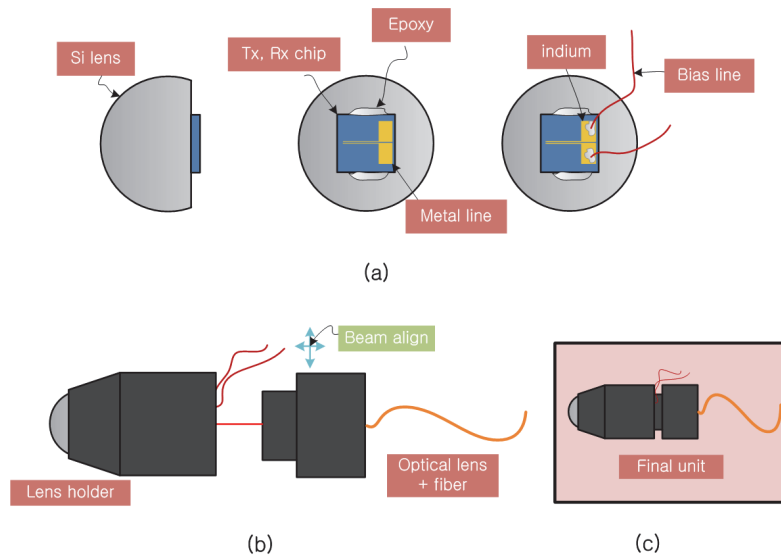 Epoxy
Si lens
Tx, Rx chip
indium
Bias line
Metal line
(a)
Beam align
Optical lens
+ fiber
Lens holder
Final unit
(b)
(c)